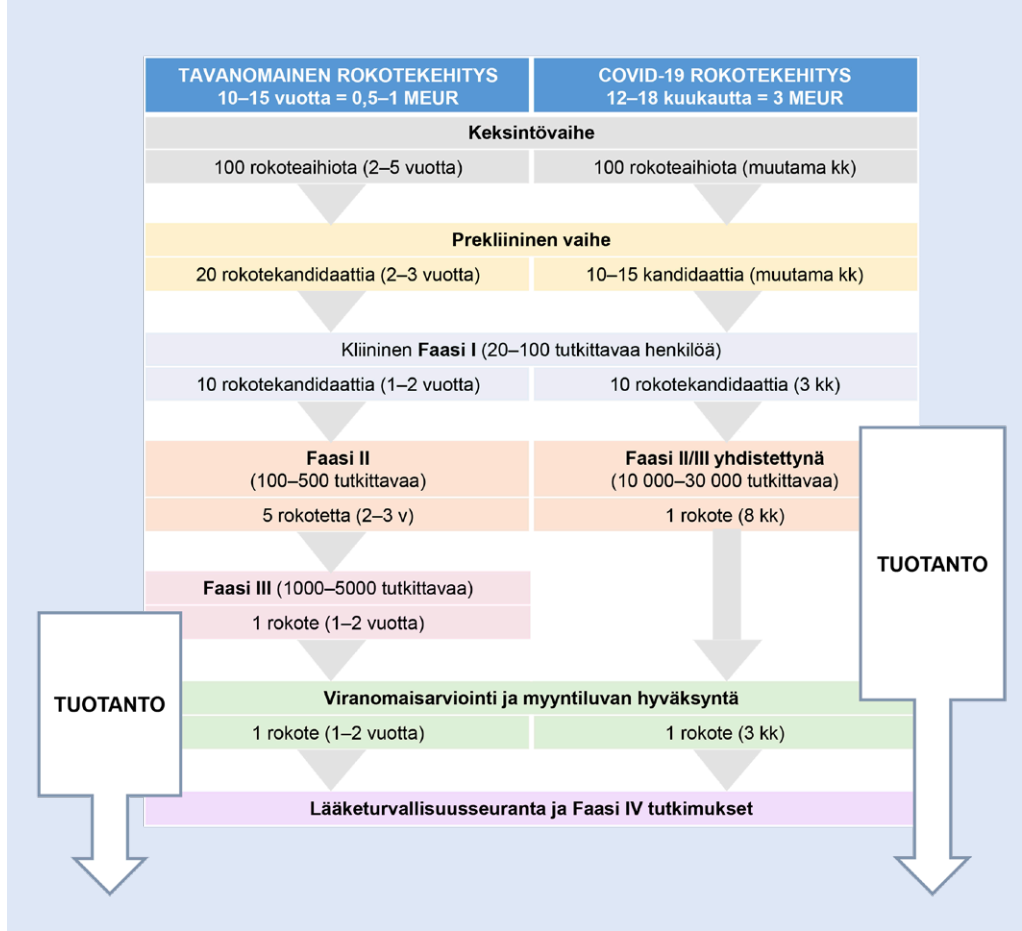 TAVANOMAINEN ROKOTEKEHITYS
10–15 vuotta = 0,5–1 MEUR
COVID-19 ROKOTEKEHITYS
12–18 kuukautta = 3 MEUR
Keksintövaihe
100 rokoteaihiota (2–5 vuotta)
100 rokoteaihiota (muutama kk)
Prekliininen vaihe
20 rokotekandidaattia (2–3 vuotta)
10–15 kandidaattia (muutama kk)
Kliininen Faasi I (20–100 tutkittavaa henkilöä)
10 rokotekandidaattia (1–2 vuotta)
10 rokotekandidaattia (3 kk)
Faasi II
(100–500 tutkittavaa)
Faasi II/III yhdistettynä
(10 000–30 000 tutkittavaa)
5 rokotetta (2–3 v)
1 rokote (8 kk)
TUOTANTO
Faasi III (1000–5000 tutkittavaa)
1 rokote (1–2 vuotta)
TUOTANTO
Viranomaisarviointi ja myyntiluvan hyväksyntä
1 rokote (1–2 vuotta)
1 rokote (3 kk)
Lääketurvallisuusseuranta ja Faasi IV tutkimukset